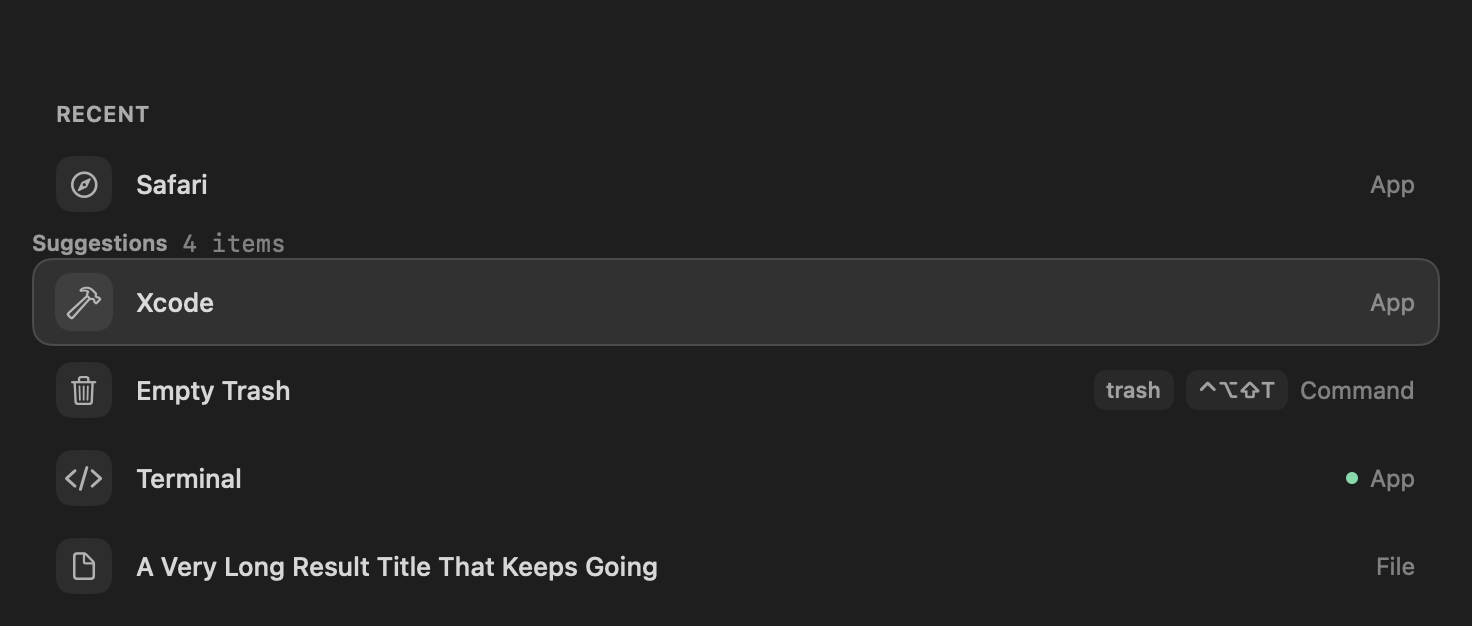 RECENT
Safari App
Suggestions 4 items
Xcode App
Empty Trash trash ⌃⌥⇧T Command
Terminal App
A Very Long Result Title That Keeps Going File